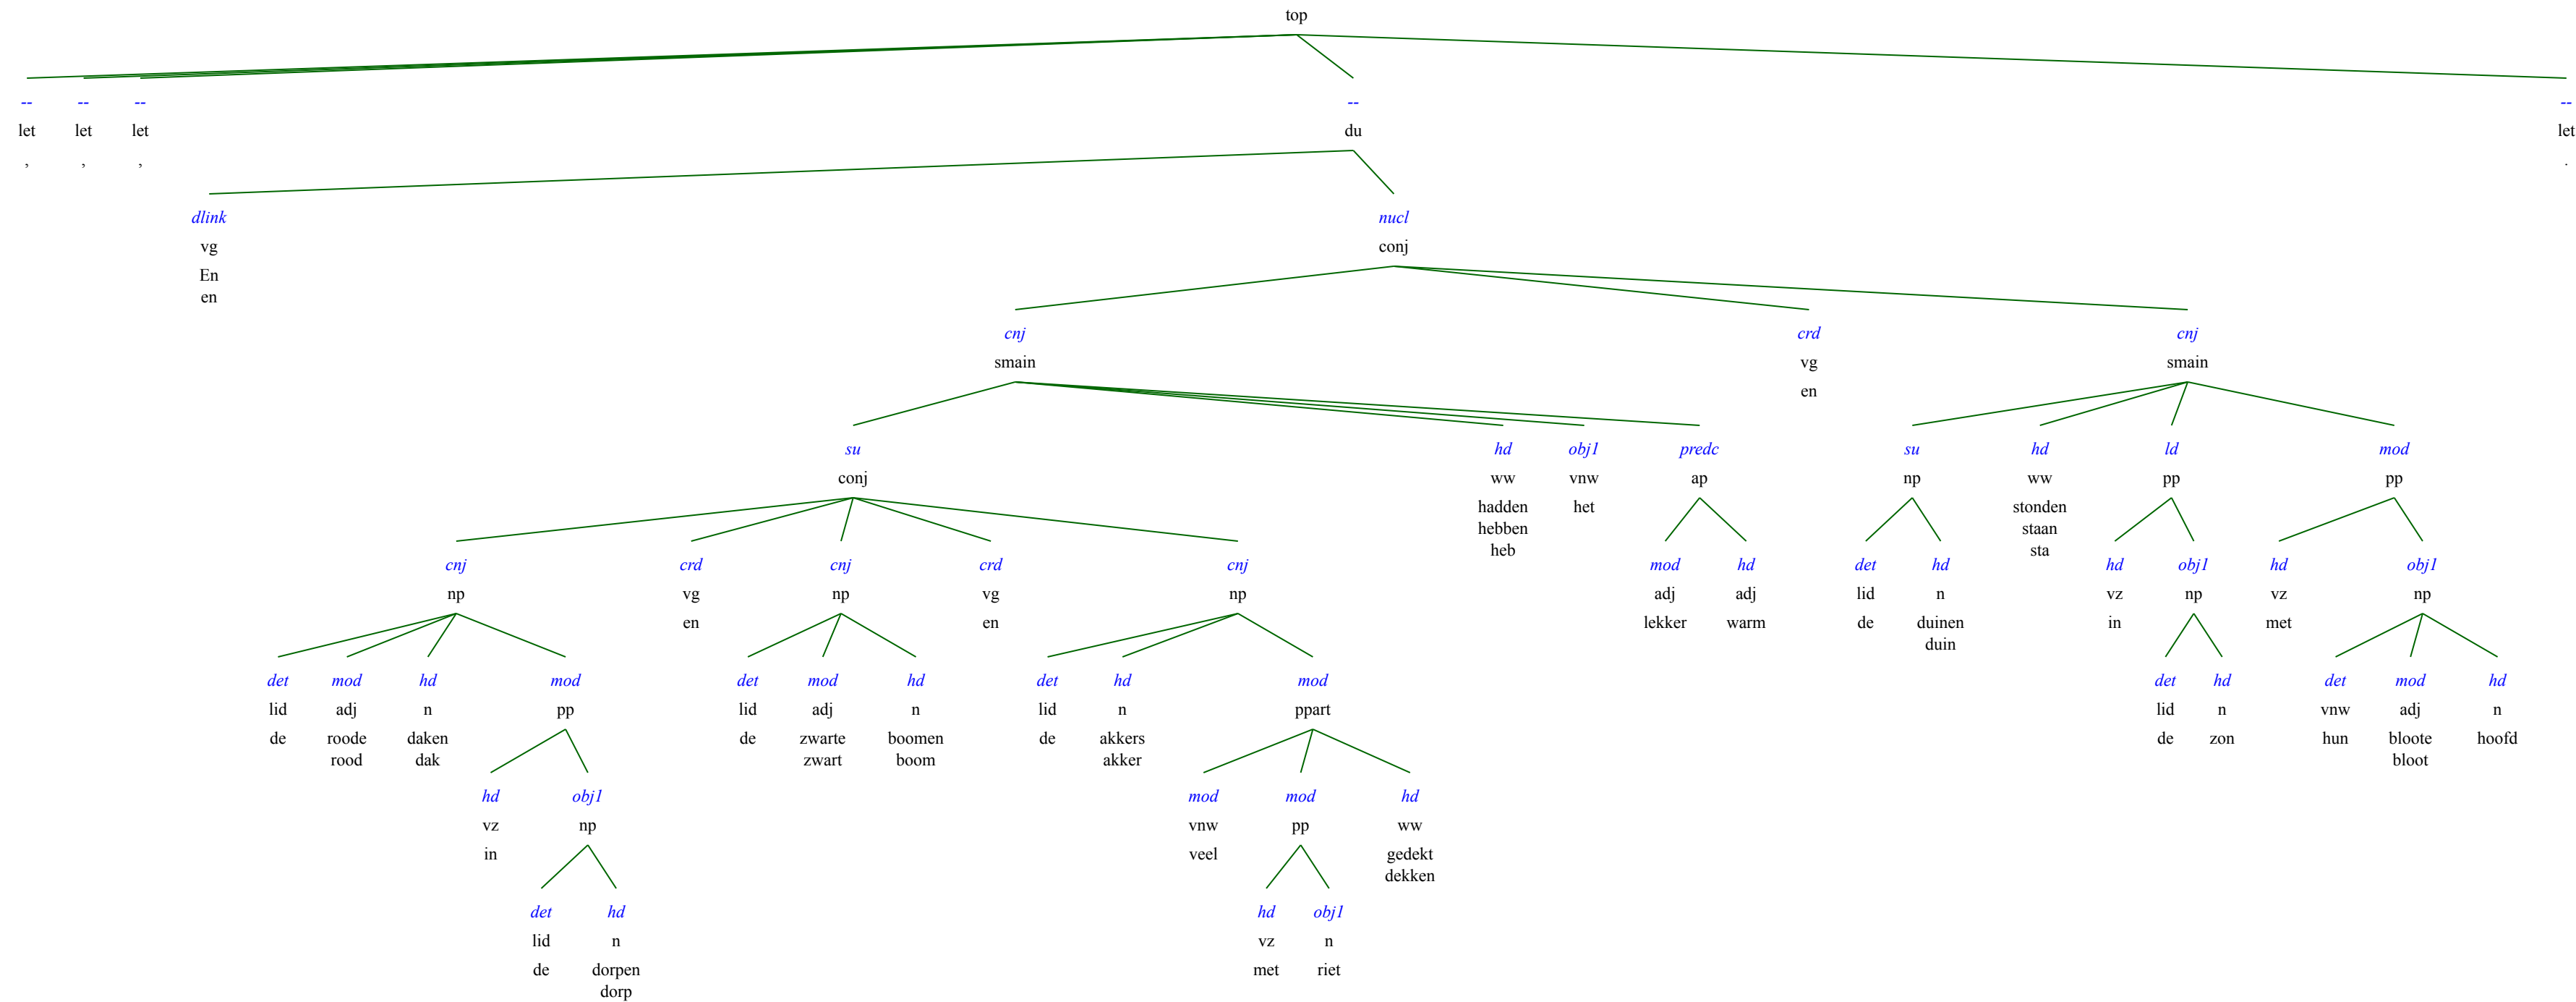 top
-- -- -- -- --
let let let du let
, , , .
dlink nucl
vg conj
En
en
cnj crd cnj
smain vg smain
en
su hd obj1 predc su hd ld mod
conj ww vnw ap np ww pp pp
hadden het stonden
hebben staan
heb sta
cnj crd cnj crd cnj mod hd det hd hd obj1 hd obj1
np vg np vg np adj adj lid n vz np vz np
en en lekker warm de duinen in met
duin
det mod hd mod det mod hd det hd mod det hd det mod hd
lid adj n pp lid adj n lid n ppart lid n vnw adj n
de roode daken de zwarte boomen de akkers de zon hun bloote hoofd
rood dak zwart boom akker bloot
hd obj1 mod mod hd
vz np vnw pp ww
in veel gedekt
dekken
det hd hd obj1
lid n vz n
de dorpen met riet
dorp